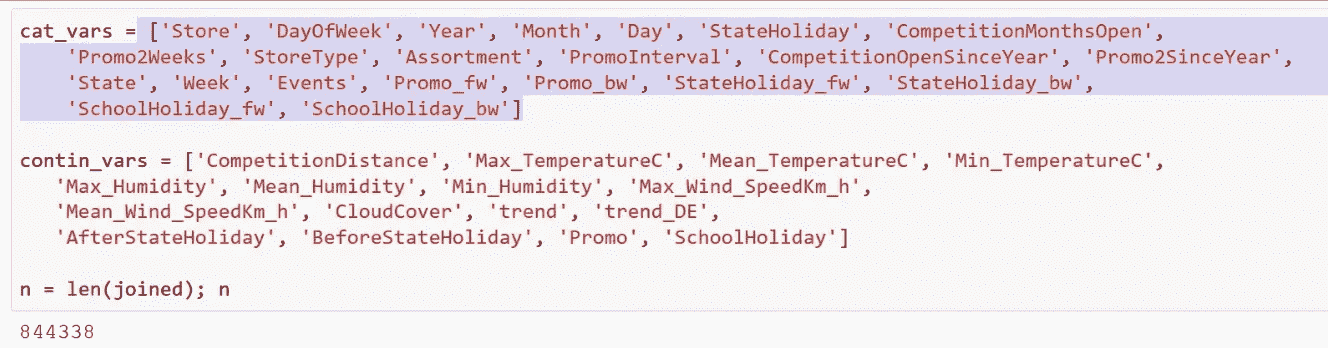 cat_vars = ['Store', 'DayOfWeek', 'Year', 'Month', 'Day', 'StateHoliday', 'CompetitionMonthsOpen',
'Promo2Weeks', 'StoreType', 'Assortment', 'PromoInterval', 'CompetitionOpenSinceYear', 'Promo2SinceYear',
'State', 'Week', 'Events', 'Promo_fw', 'Promo_bw', 'StateHoliday_fw', 'StateHoliday_bw',
'SchoolHoliday_fw', 'SchoolHoliday_bw']
contin_vars = ['CompetitionDistance', 'Max_TemperatureC', 'Mean_TemperatureC', 'Min_TemperatureC',
'Max_Humidity', 'Mean_Humidity', 'Min_Humidity', 'Max_Wind_SpeedKm_h',
'Mean_Wind_SpeedKm_h', 'CloudCover', 'trend', 'trend_DE',
'AfterStateHoliday', 'BeforeStateHoliday', 'Promo', 'SchoolHoliday']
n = len(joined); n
844338